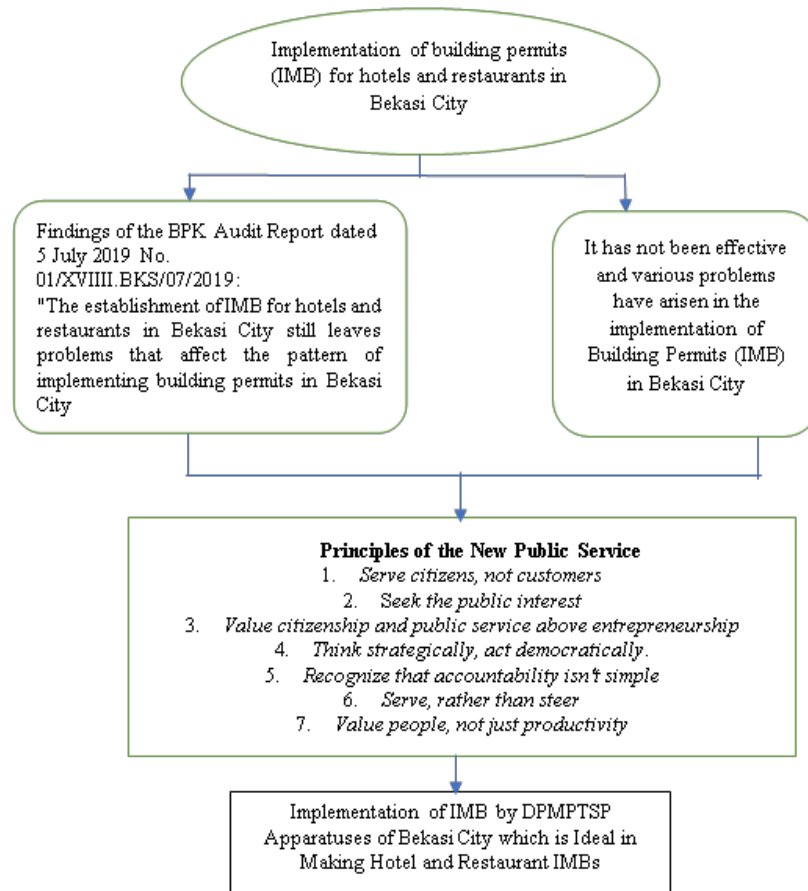 Implementation of building permits
(IMB) for hotels and restaurants in
Bekasi City
Findings of the BPK Audit Report dated
5 July 2019 No.
01/XVIIII.BKS/07/2019:
"The establishment of IMB for hotels and
restaurants in Bekasi City still leaves
problems that affect the pattern of
implementing building permits in Bekasi
City
It has not been effective
and various problems
have arisen in the
implementation of
Building Permits (IMB)
in Bekasi City
Principles of the New Public Service
1. Serve citizens, not customers
2. Seek the public interest
3. Value citizenship and public service above entrepreneurship
4. Think strategically, act democratically.
5. Recognize that accountability isn't simple
6. Serve, rather than steer
7. Value people, not just productivity
Implementation of IMB by DPMPTSP
Apparatuses of Bekasi City which is Ideal in
Making Hotel and Restaurant IMBs